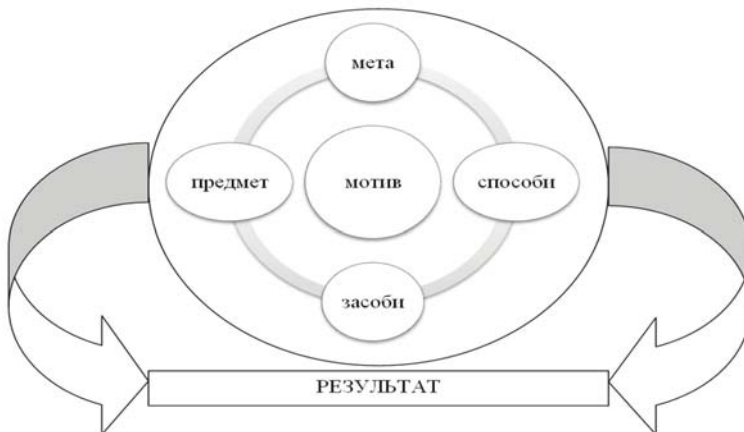 мета
предмет
мотив
способи
засоби
РЕЗУЛЬТАТ